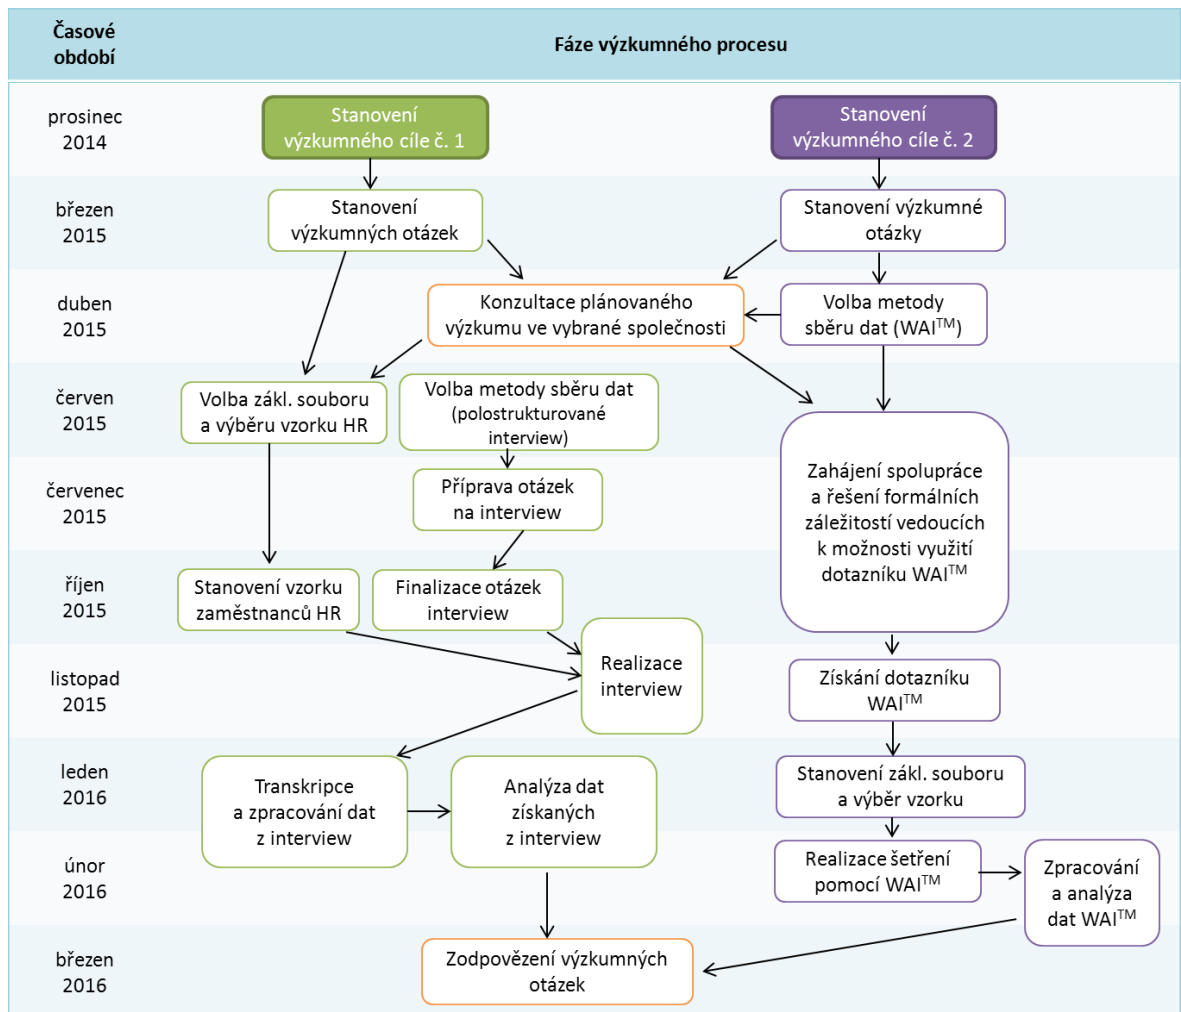 Časové
období
Fáze výzkumného procesu
prosinec
2014
Stanovení
výzkumného cíle č. 1
Stanovení
výzkumného cíle č. 2
březen
2015
Stanovení
výzkumných otázek
Stanovení výzkumné
otázky
duben
2015
Konzultace plánovaného
výzkumu ve vybrané společnosti
Volba metody
sběru dat (WAI™)
červen
2015
Volba zákl. souboru
a výběru vzorku HR
Volba metody sběru dat
(polostrukturované
interview)
Zahájení spolupráce
a řešení formálních
záležitostí vedoucích
k možnosti využití
dotazníku WAI™
červenec
2015
Příprava otázek
na interview
říjen
2015
Stanovení vzorku
zaměstnanců HR
Finalizace otázek
interview
listopad
2015
Realizace
interview
Získání dotazníku
WAI™
leden
2016
Transkripce
a zpracování dat
z interview
Analýza dat
získaných
z interview
Stanovení zákl. souboru
a výběr vzorku
únor
2016
Realizace šetření
pomocí WAI™
Zpracování
a analýza
dat WAI™
březen
2016
Zodpovězení výzkumných
otázek